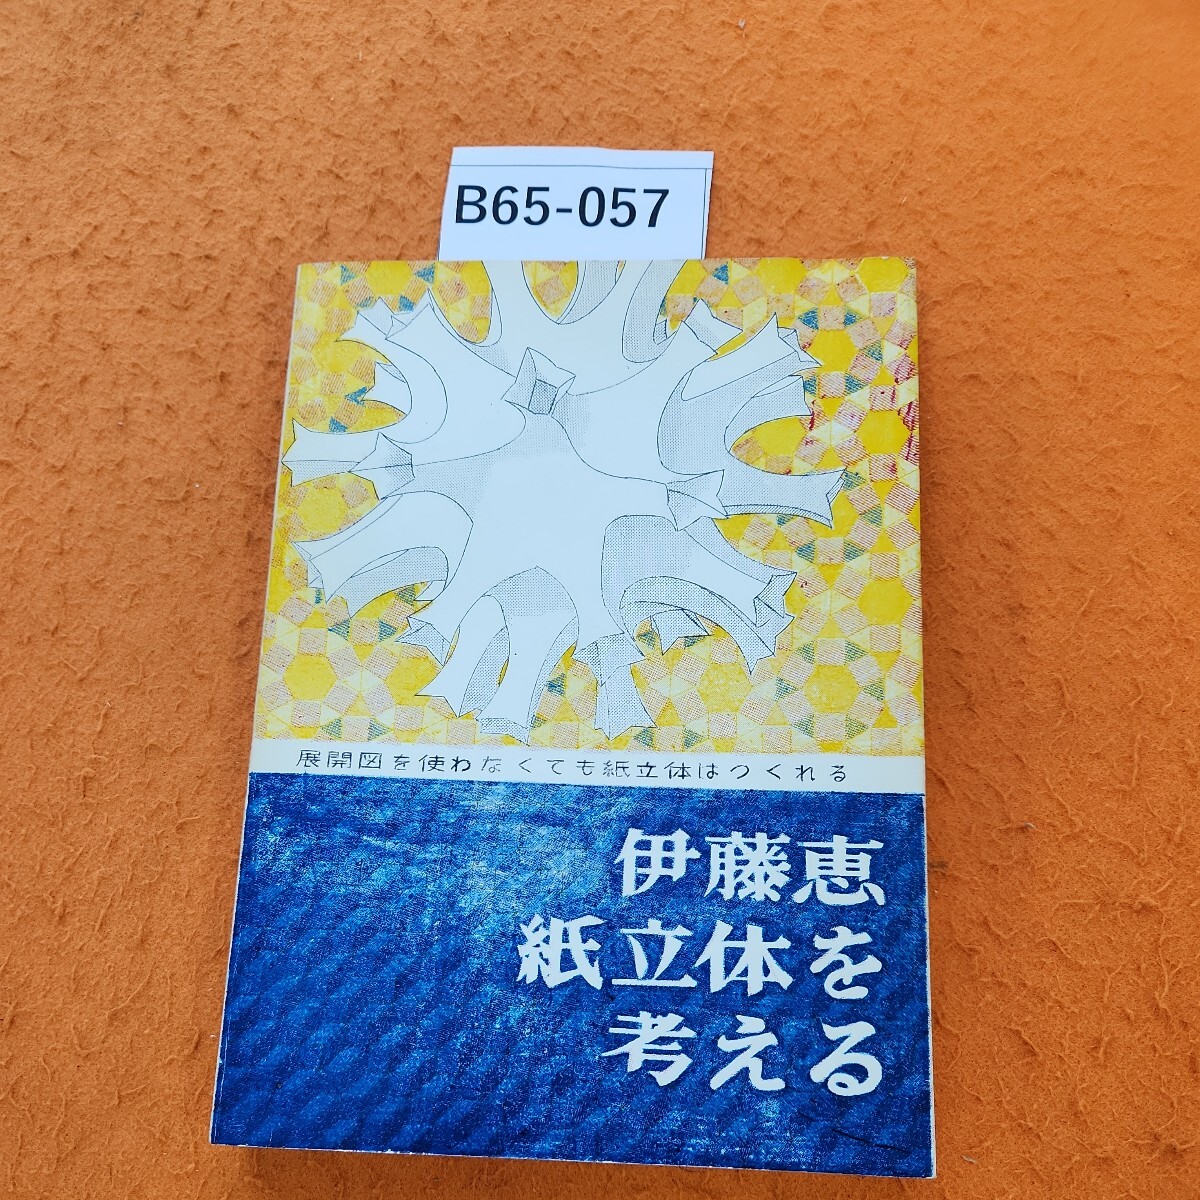 B65-057
展開図を使わなくても紙立体はつくれる
伊藤恵
紙立体を
考える